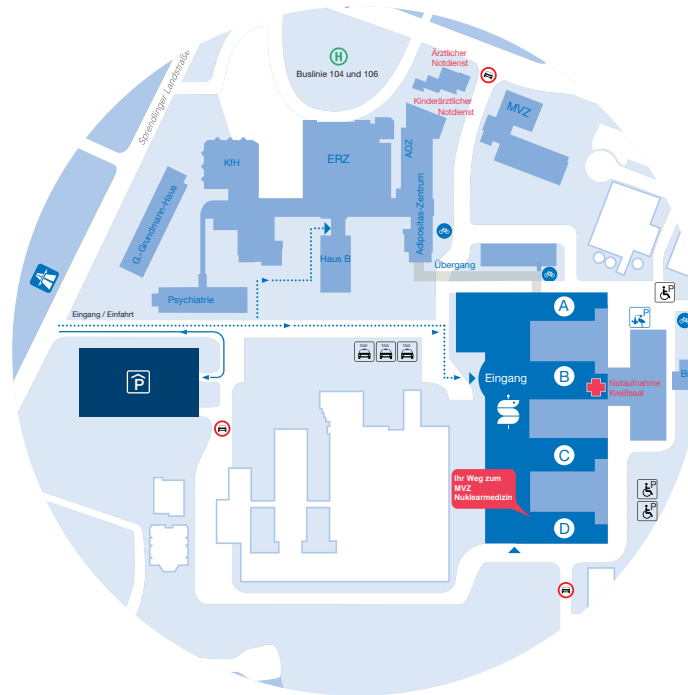 H
Buslinie 104 und 106
Ärztlicher
Notdienst
Kinderärztlicher
Notdienst
MVZ
Sprendlinger Landstraße
KfH
ERZ
AOZ
Adipositas-Zentrum
G.-Grundmann-Haus
Haus B
Übergang
Psychiatrie
Eingang / Einfahrt
TAXI
TAXI
TAXI
P
A
P
P
Eingang
B
Notaufnahme
Kreißsaal
C
Ihr Weg zum
MVZ
Nuklearmedizin
P
P
D